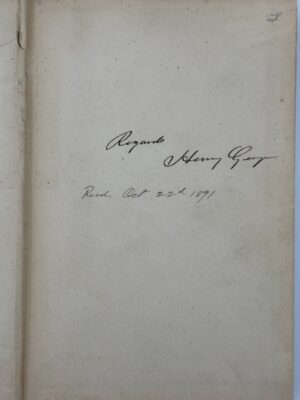 Regards
Henry George
Recd. Oct 22d 1891